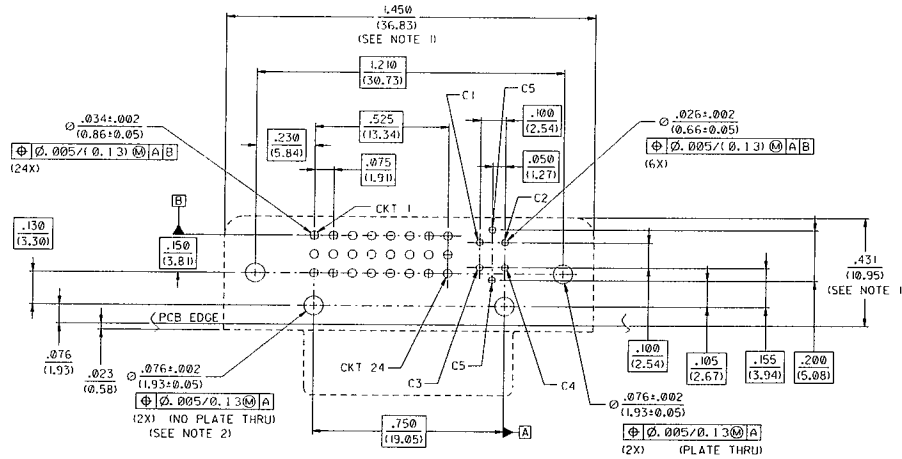 1.450
(36.83)
(SEE NOTE 1)
1.210
(30.73)
C5
C1
.034±.002
(0.86±0.05)
.525
(13.34)
.100
(2.54)
Ø .026±.002
(0.66±0.05)
.230
(5.84)
⌖ Ø.005/(0.13)Ⓜ A B
(24X)
.075
(1.91)
.050
(1.27)
⌖ Ø.005/(0.13)Ⓜ A B
(6X)
B
CKT 1
C2
.130
(3.30)
.150
(3.81)
.431
(10.95)
(SEE NOTE 1
PCB EDGE
.076
(1.93)
.023
(0.58)
Ø .076±.002
(1.93±0.05)
CKT 24
C3
C5
C4
.100
(2.54)
.105
(2.67)
.155
(3.94)
.200
(5.08)
⌖ Ø.005/0.13Ⓜ A
(2X) (NO PLATE THRU)
(SEE NOTE 2)
Ø .076±.002
(1.93±0.05)
.750
(19.05)
A
⌖ Ø.005/0.13Ⓜ A
(2X) (PLATE THRU)